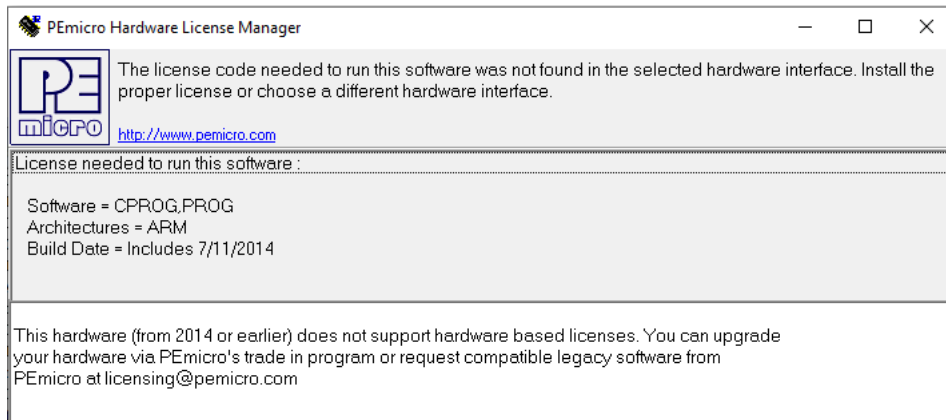 PEmicro Hardware License Manager
PE
micro
The license code needed to run this software was not found in the selected hardware interface. Install the
proper license or choose a different hardware interface.
http://www.pemicro.com
License needed to run this software :
Software = CPROG,PROG
Architectures = ARM
Build Date = Includes 7/11/2014
This hardware (from 2014 or earlier) does not support hardware based licenses. You can upgrade
your hardware via PEmicro's trade in program or request compatible legacy software from
PEmicro at licensing@pemicro.com